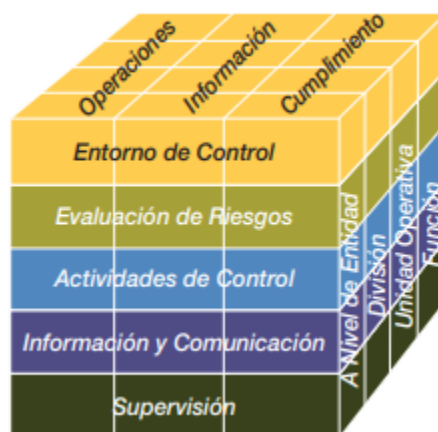 Operaciones
Información
Cumplimiento
Entorno de Control
Evaluación de Riesgos
Actividades de Control
Información y Comunicación
Supervisión
A Nivel de Entidad
División
Unidad Operativa
Función